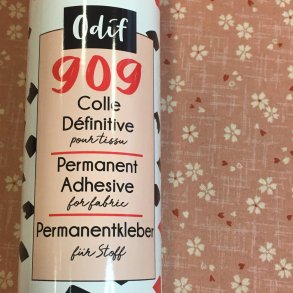 Odif
909
Colle
Définitive
pour tissu
Permanent
Adhesive
for fabric
Permanentkleber
für Stoff